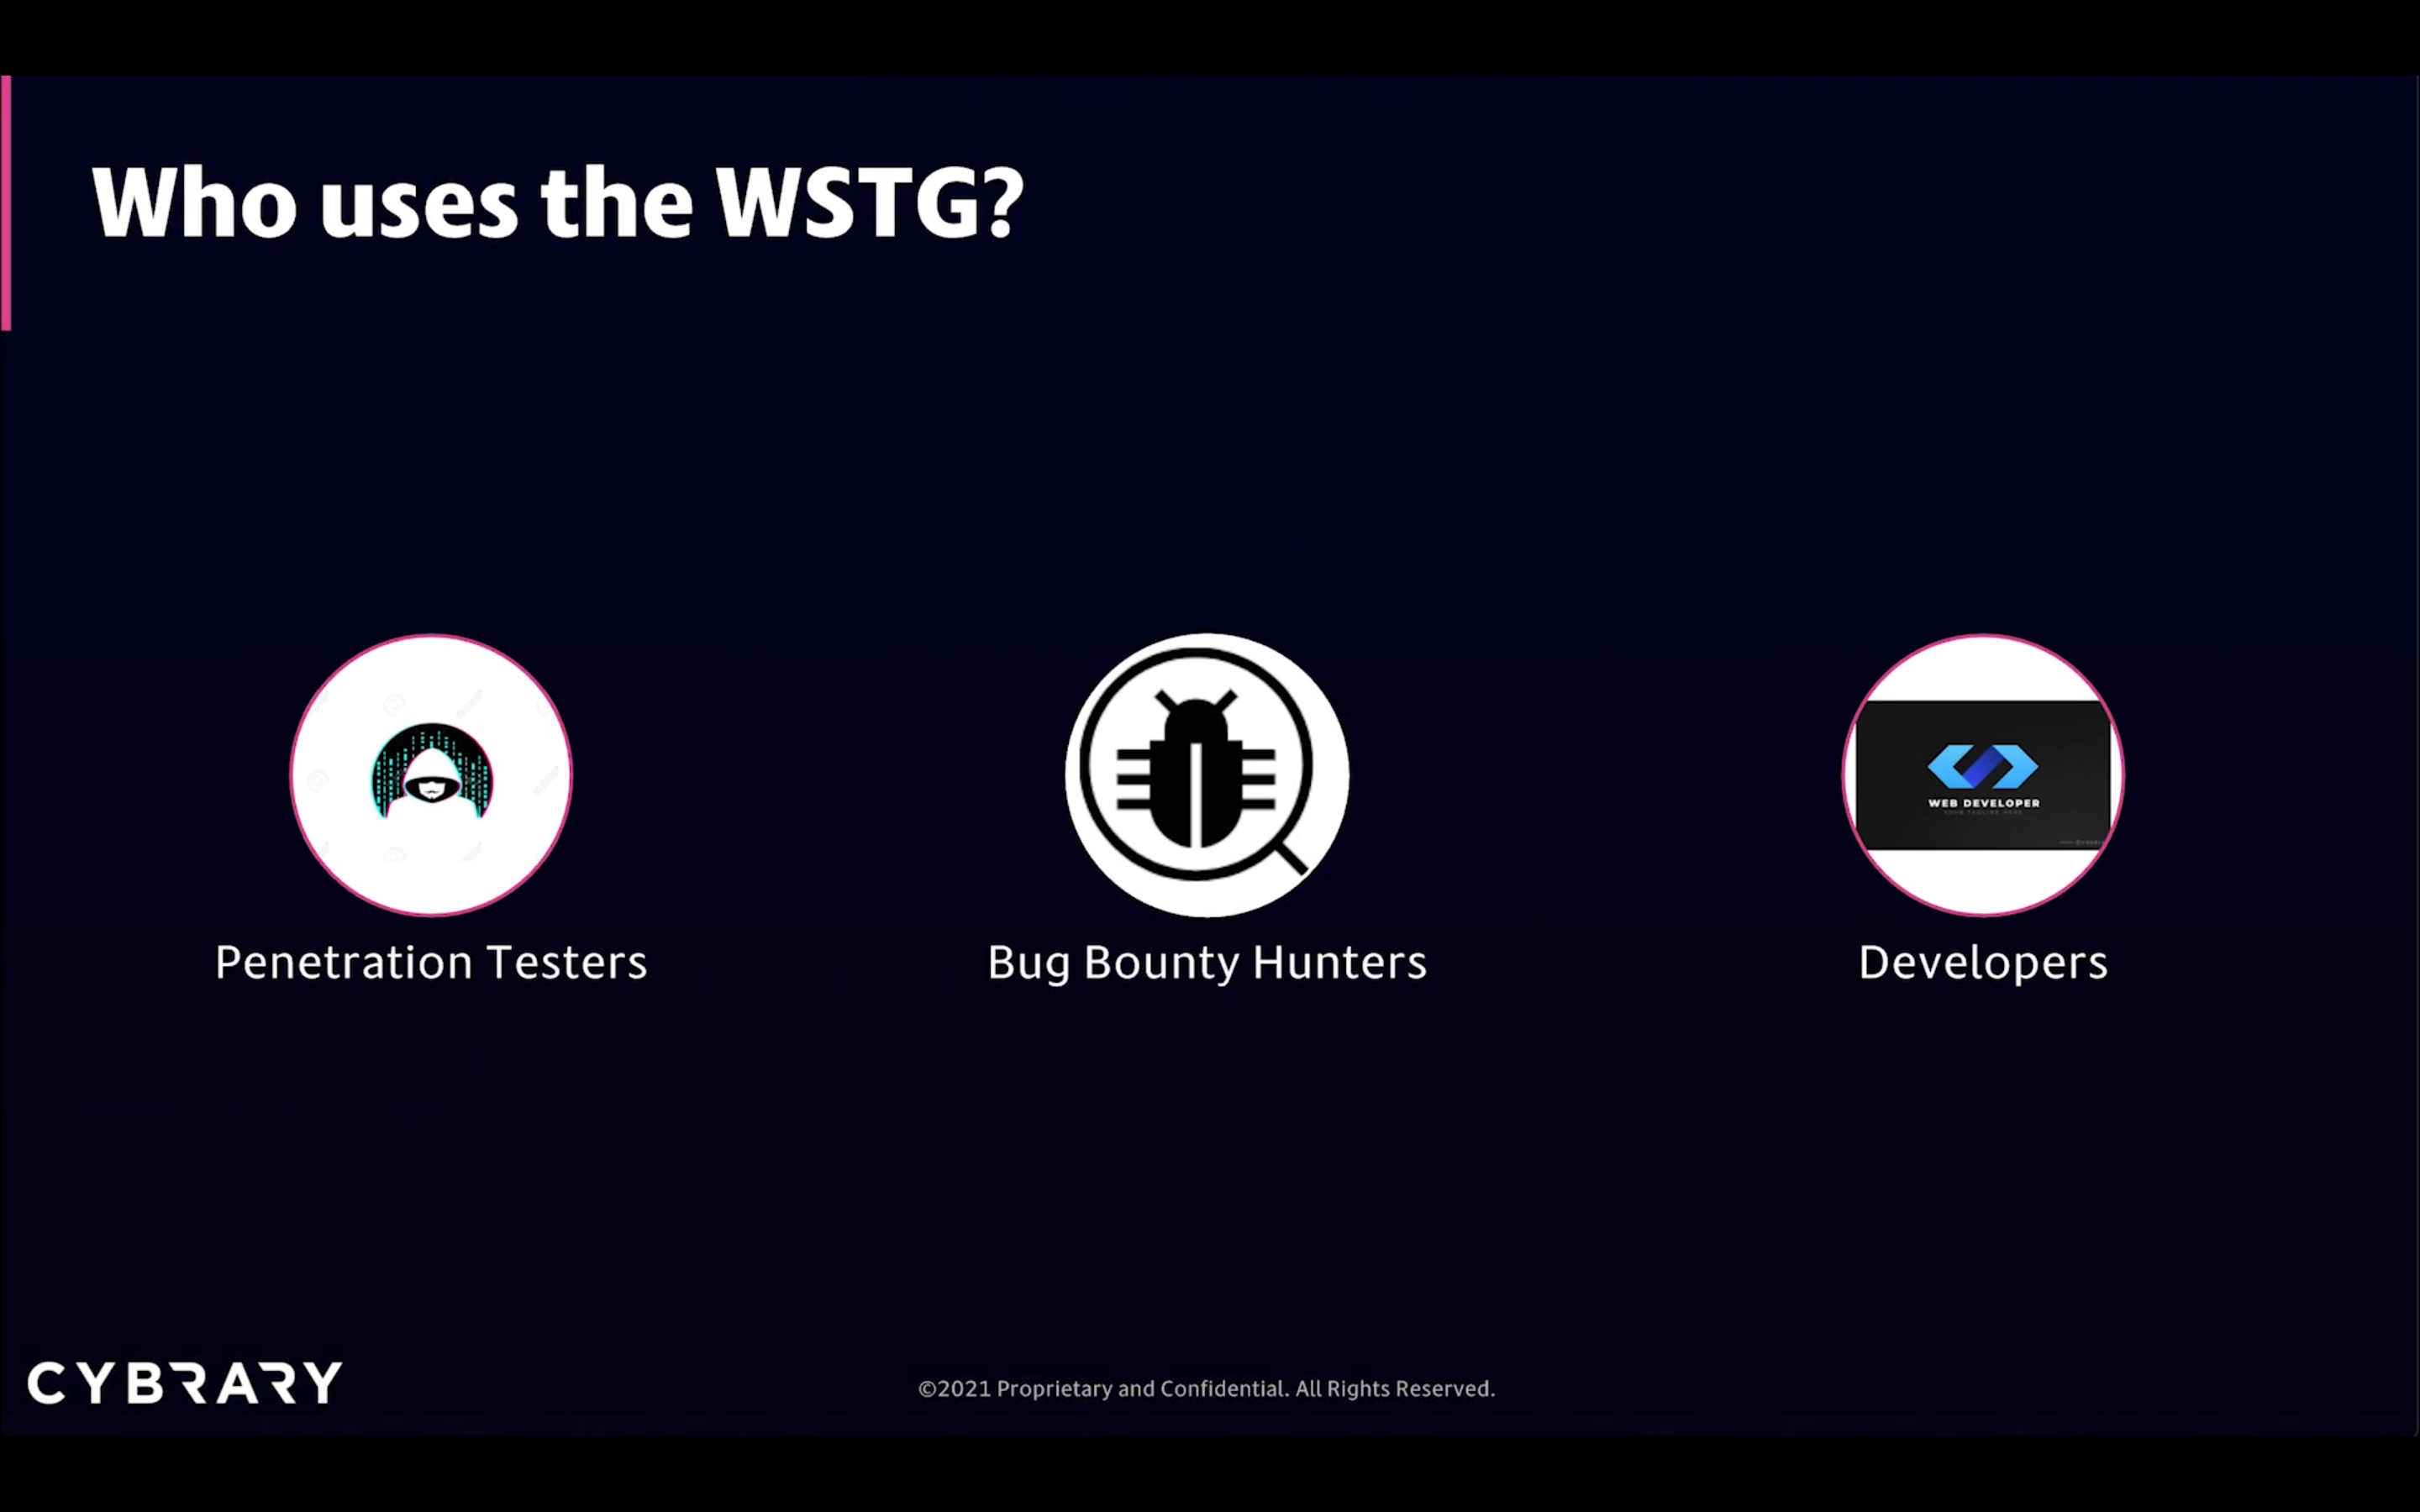 Who uses the WSTG?
WEB DEVELOPER
Penetration Testers
Bug Bounty Hunters
Developers
CYBRARY
©2021 Proprietary and Confidential. All Rights Reserved.